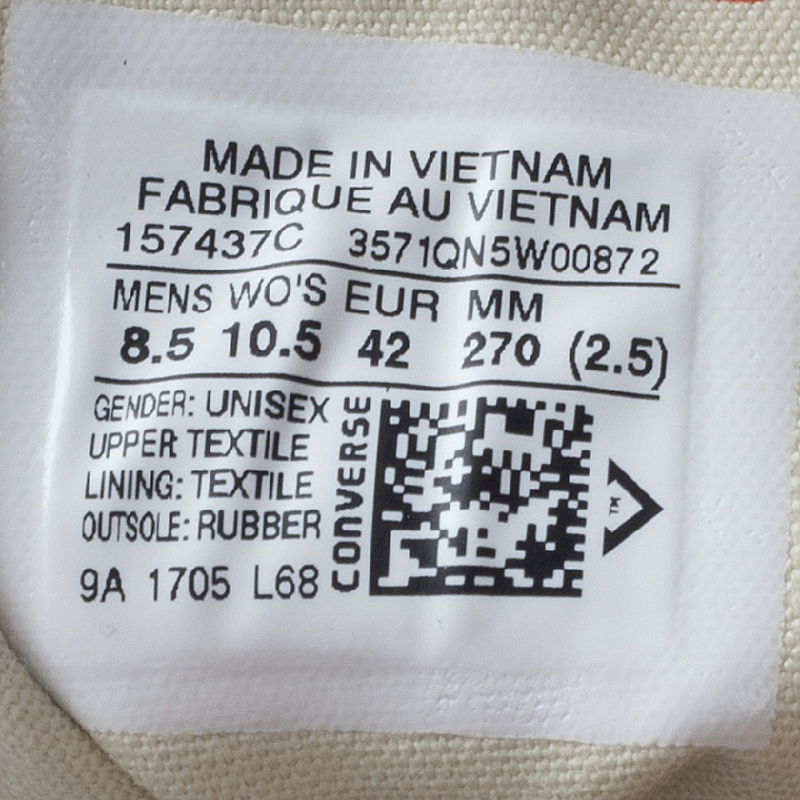 MADE IN VIETNAM
FABRIQUE AU VIETNAM
157437C 3571QN5W00872
MENS WO'S EUR MM
8.5 10.5 42 270 (2.5)
GENDER: UNISEX
UPPER TEXTILE
LINING: TEXTILE
OUTSOLE: RUBBER
9A 1705 L68
CONVERSE
TM